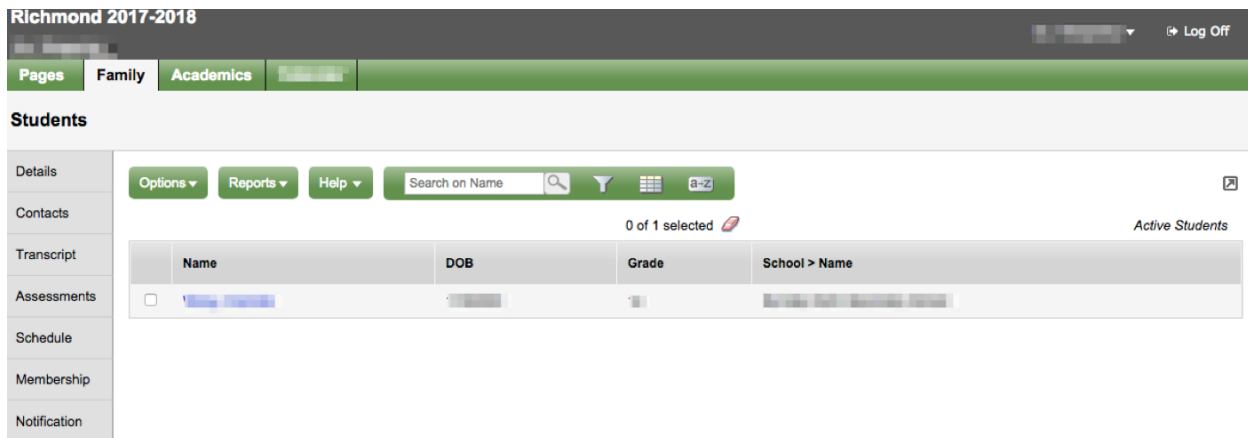 Richmond 2017-2018
Log Off
Pages Family Academics
Students
Details
Options Reports Help Search on Name a-z
Contacts
0 of 1 selected Active Students
Transcript
Name DOB Grade School > Name
Assessments
Schedule
Membership
Notification